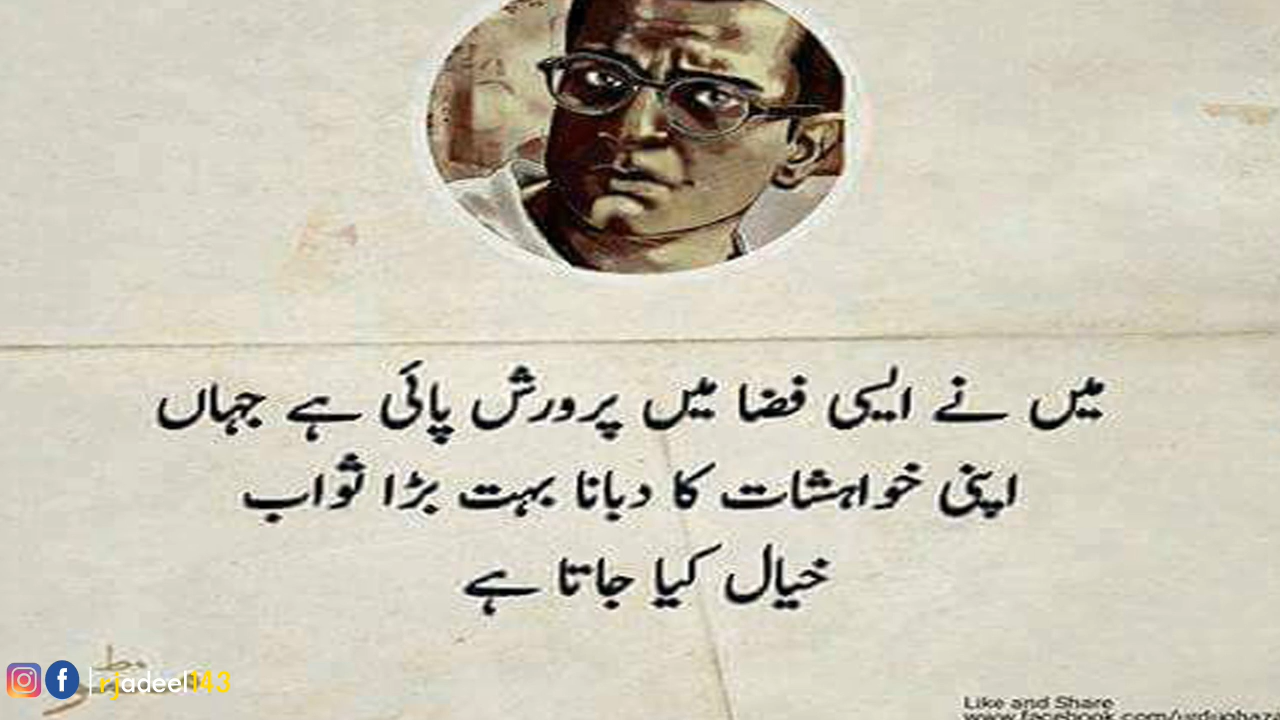 میں نے ایسی فضا میں پرورش پائی ہے جہاں
اپنی خواہشات کا دبانا بہت بڑا ثواب
خیال کیا جاتا ہے
rjadeel143
Like and Share